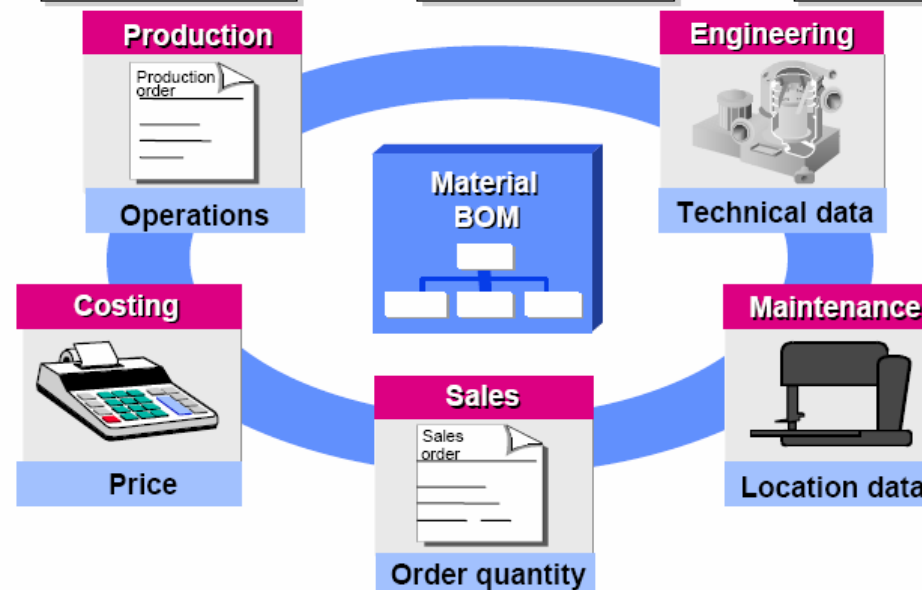 Production
Production
order
Operations
Engineering
Technical data
Material
BOM
Costing
Price
Sales
Sales
order
Order quantity
Maintenance
Location data